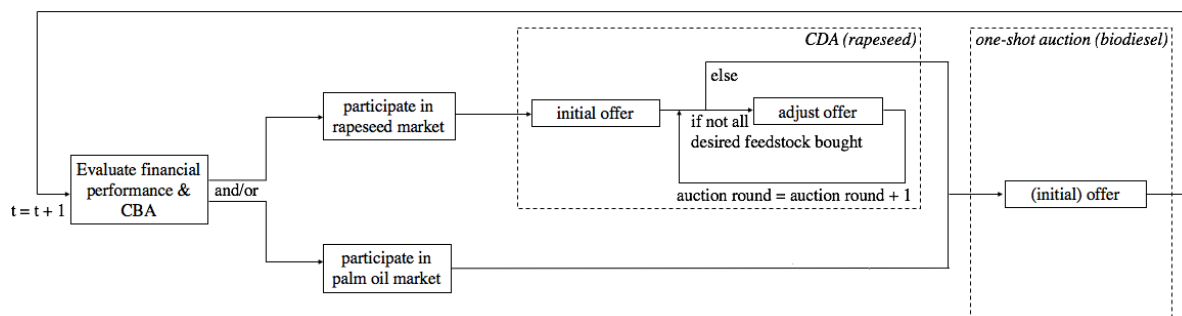 CDA (rapeseed)
one-shot auction (biodiesel)
else
participate in
rapeseed market
initial offer
adjust offer
if not all
desired feedstock bought
auction round = auction round + 1
Evaluate financial
performance &
CBA
and/or
t = t + 1
(initial) offer
participate in
palm oil market